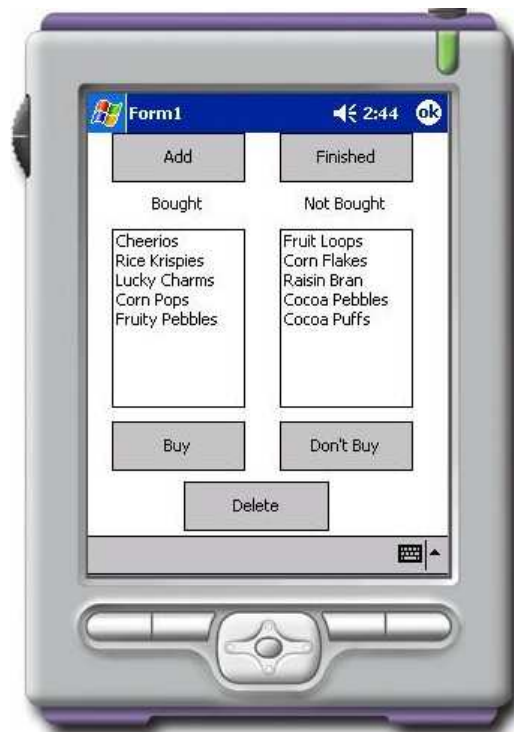 Form1 2:44 ok
Add Finished
Bought Not Bought
Cheerios
Rice Krispies
Lucky Charms
Corn Pops
Fruity Pebbles
Fruit Loops
Corn Flakes
Raisin Bran
Cocoa Pebbles
Cocoa Puffs
Buy Don't Buy
Delete